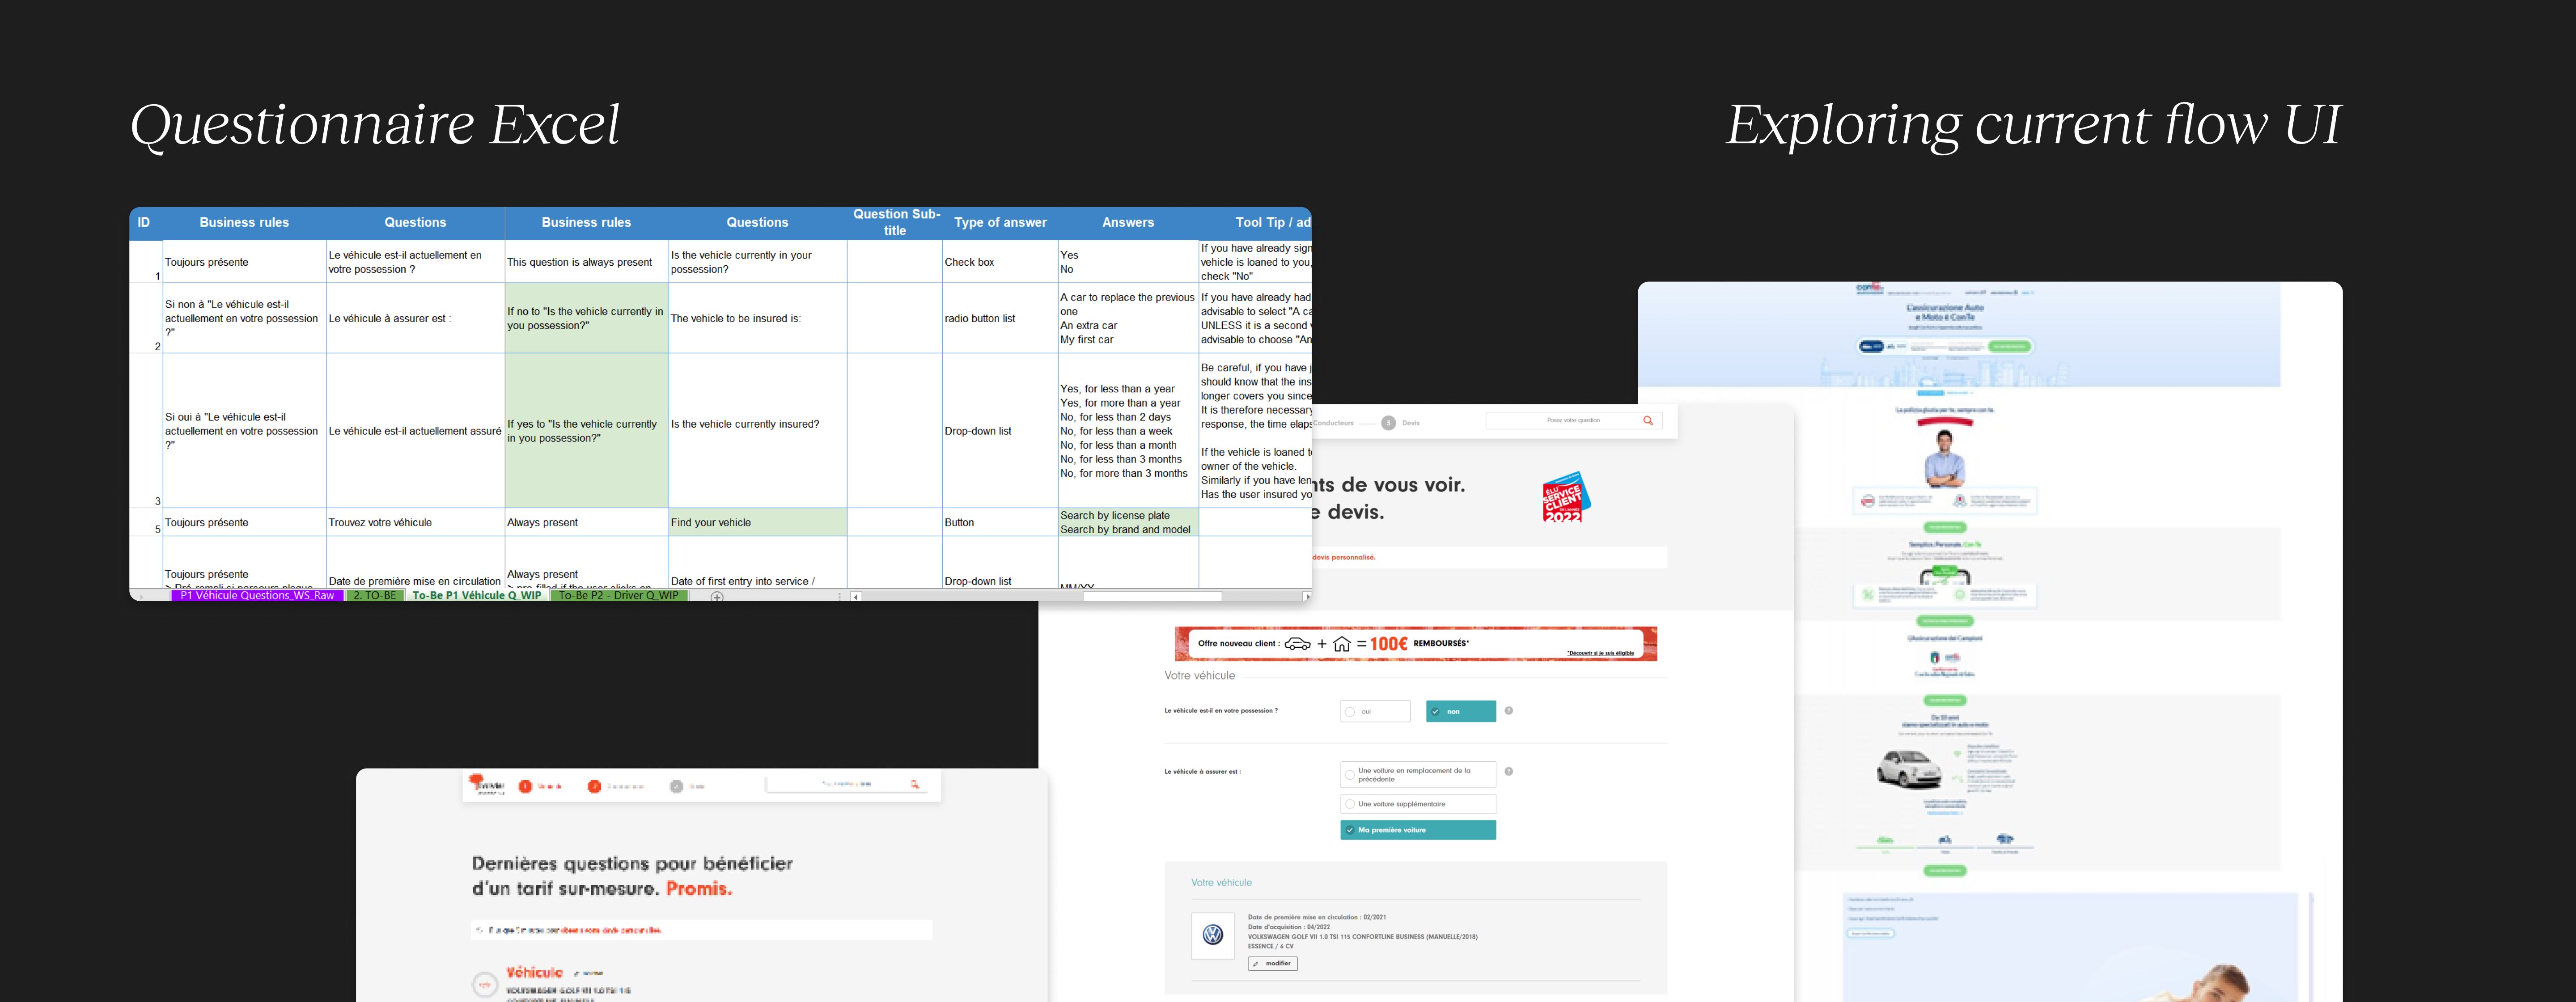 Questionnaire Excel
Exploring current flow UI
ID
Business rules
Questions
Business rules
Questions
Question Sub-
title
Type of answer
Answers
Tool Tip / ad
1
Toujours présente
Le véhicule est-il actuellement en
votre possession ?
This question is always present
Is the vehicle currently in your
possession?
Check box
Yes
No
If you have already sign
vehicle is loaned to you,
check "No"
2
Si non à "Le véhicule est-il
actuellement en votre possession
?"
Le véhicule à assurer est :
If no to "Is the vehicle currently in
you possession?"
The vehicle to be insured is:
radio button list
A car to replace the previous
one
An extra car
My first car
If you have already had
advisable to select "A ca
UNLESS it is a second
advisable to choose "An
3
Si oui à "Le véhicule est-il
actuellement en votre possession
?"
Le véhicule est-il actuellement assuré
If yes to "Is the vehicle currently
in you possession?"
Is the vehicle currently insured?
Drop-down list
Yes, for less than a year
Yes, for more than a year
No, for less than 2 days
No, for less than a week
No, for less than a month
No, for less than 3 months
No, for more than 3 months
Be careful, if you have j
should know that the ins
longer covers you since
It is therefore necessary
response, the time elaps
If the vehicle is loaned t
owner of the vehicle.
Similarly if you have len
Has the user insured yo
5
Toujours présente
Trouvez votre véhicule
Always present
Find your vehicle
Button
Search by license plate
Search by brand and model
Toujours présente
Date de première mise en circulation
Always present
Date of first entry into service /
Drop-down list
MM/YY
> Pré-rempli si parcours plaque
> pre-filled if the user clicks on
P1 Véhicule Questions_WS_Raw
2. TO-BE
To-Be P1 Véhicule Q_WIP
To-Be P2 - Driver Q_WIP
Conducteurs
3
Devis
Posez votre question
nts de vous voir.
e devis.
ÉLU
SERVICE
CLIENT
DE L'ANNÉE
2022
devis personnalisé.
Offre nouveau client :
+
=
100€
REMBOURSÉS*
*Découvrir si je suis éligible
Votre véhicule
Le véhicule est-il en votre possession ?
oui
non
?
Le véhicule à assurer est :
Une voiture en remplacement de la
précédente
?
Une voiture supplémentaire
Ma première voiture
Votre véhicule
Date de première mise en circulation : 02/2021
Date d'acquisition : 04/2022
VOLKSWAGEN GOLF VII 1.0 TSI 115 CONFORTLINE BUSINESS (MANUELLE/2018)
ESSENCE / 6 CV
modifier
Dernières questions pour bénéficier
d'un tarif sur-mesure. Promis.
Véhicule
VOLKSWAGEN GOLF VII 1.0 TSI 115
CONFORTLINE BUSINESS
conTe
L'assicurazione Auto
e Moto è ConTe
La polizza giusta per te, sempre con te.
Semplice. Personale. ConTe
L'Assicurazione dei Campioni
Da 10 anni
siamo specializzati in auto e moto